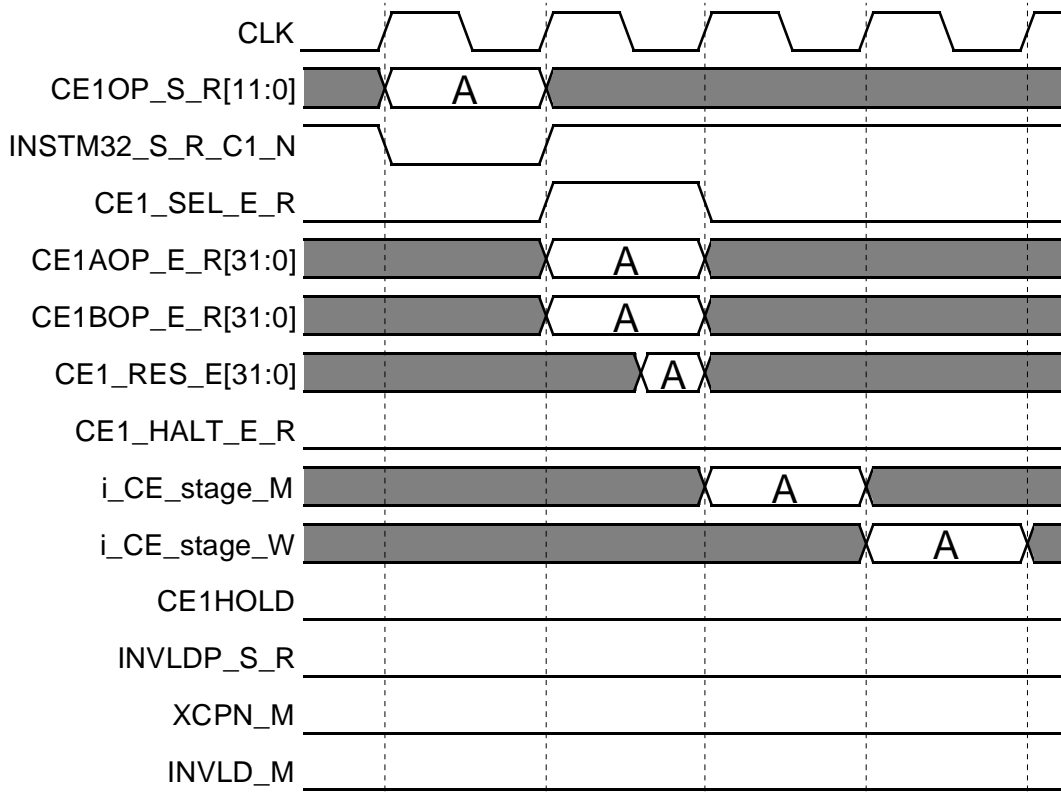 CLK
CE1OP_S_R[11:0] A
INSTM32_S_R_C1_N
CE1_SEL_E_R
CE1AOP_E_R[31:0] A
CE1BOP_E_R[31:0] A
CE1_RES_E[31:0] A
CE1_HALT_E_R
i_CE_stage_M A
i_CE_stage_W A
CE1HOLD
INVLDP_S_R
XCPN_M
INVLD_M